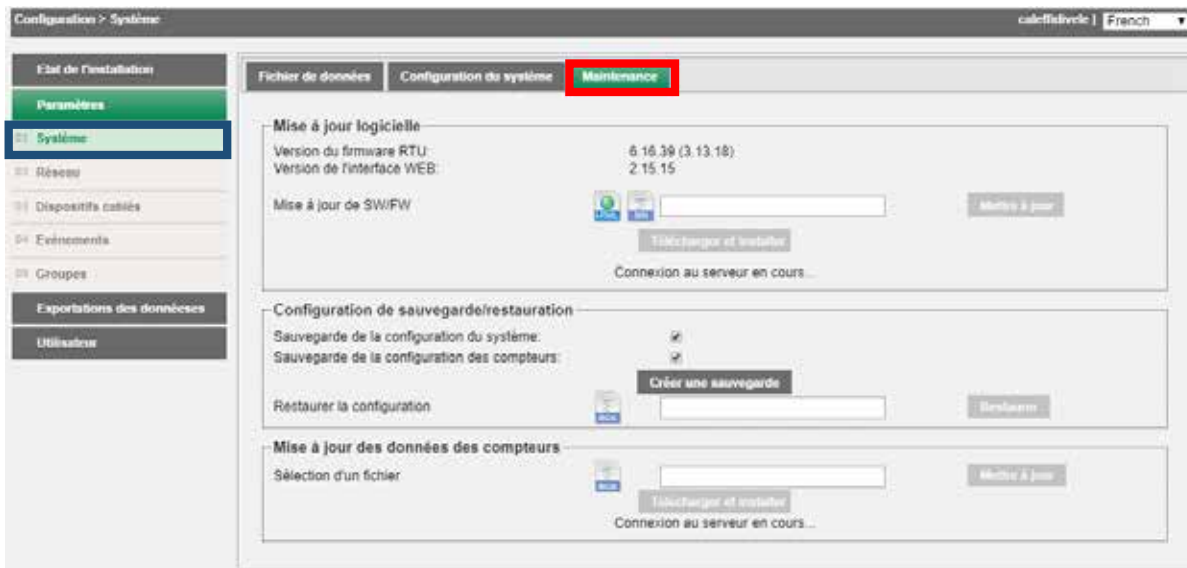 Configuration > Système
caleffidivele | French
Etat de l'installation
Paramètres
Système
Réseau
Dispositifs cablés
Evénements
Groupes
Exportations des donnéeses
Utilisateur
Fichier de données
Configuration du système
Maintenance
Mise á jour logicielle
Version du firmware RTU: 6.16.39 (3.13.18)
Version de l'interface WEB: 2.15.15
Mise à jour de SW/FW
Mettre à jour
Télécharger et installer
Connexion au serveur en cours...
Configuration de sauvegarde/restauration
Sauvegarde de la configuration du système:
Sauvegarde de la configuration des compteurs:
Créer une sauvegarde
Restaurer la configuration
Restaurer
Mise à jour des données des compteurs
Sélection d'un fichier
Mettre à jour
Télécharger et installer
Connexion au serveur en cours...